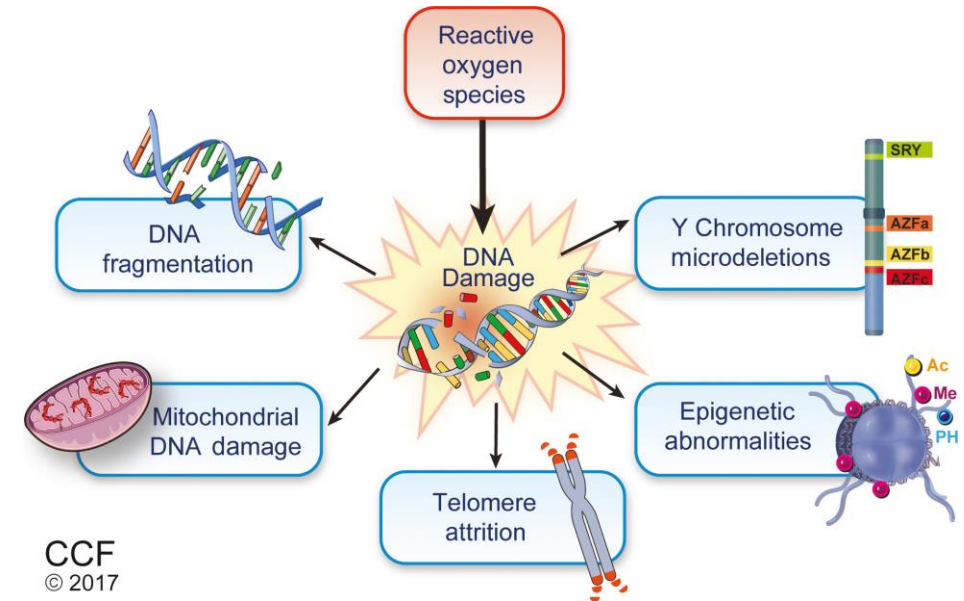 Reactive
oxygen
species
DNA
fragmentation
DNA
Damage
Y Chromosome
microdeletions
SRY
AZFa
AZFb
AZFc
Mitochondrial
DNA damage
Epigenetic
abnormalities
Ac
Me
PH
Telomere
attrition
CCF
© 2017